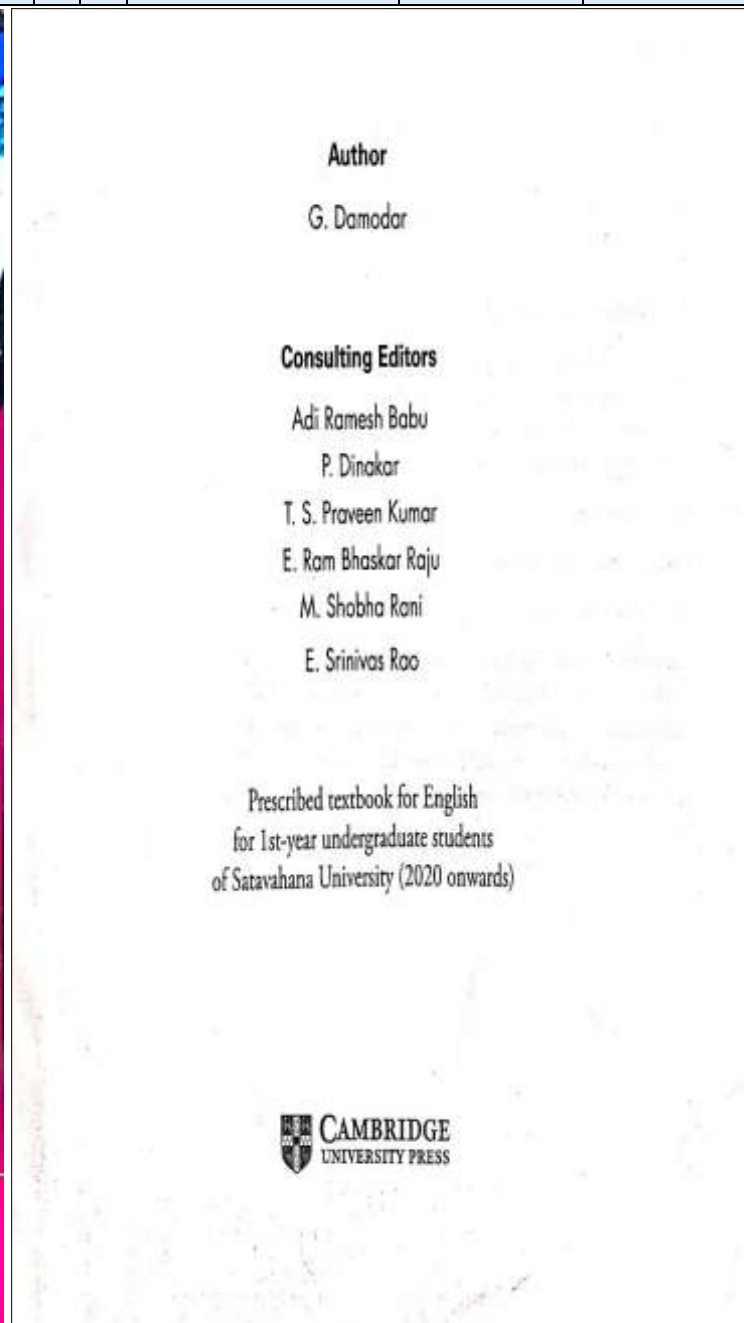 Author
G. Damodar
Consulting Editors
Adi Ramesh Babu
P. Dinakar
T. S. Praveen Kumar
E. Ram Bhaskar Raju
M. Shobha Rani
E. Srinivas Rao
Prescribed textbook for English
for 1st-year undergraduate students
of Satavahana University (2020 onwards)
CAMBRIDGE
UNIVERSITY PRESS